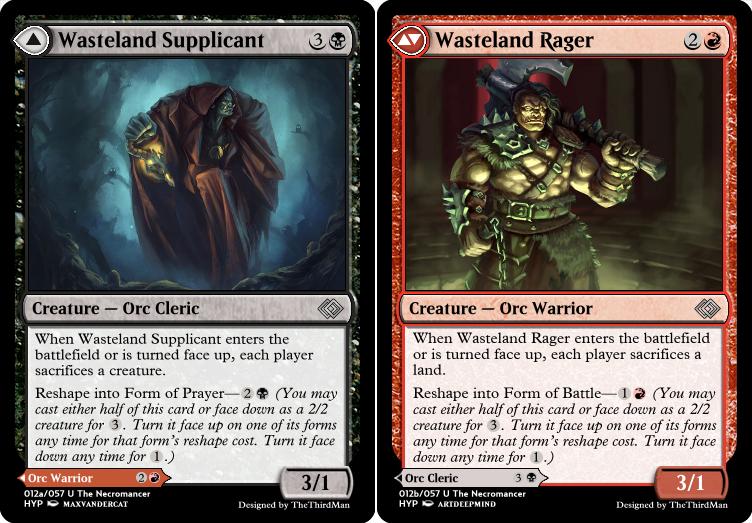 Wasteland Supplicant 3
Creature — Orc Cleric
When Wasteland Supplicant enters the
battlefield or is turned face up, each player
sacrifices a creature.
Reshape into Form of Prayer— 2 (You may
cast either half of this card or face down as a 2/2
creature for 3. Turn it face up on one of its forms
any time for that form's reshape cost. Turn it face
down any time for 1.)
Orc Warrior 2
3/1
012a/057 U The Necromancer
HYP MAXVANDERCAT
Designed by TheThirdMan
Wasteland Rager 2
Creature — Orc Warrior
When Wasteland Rager enters the battlefield
or is turned face up, each player sacrifices a
land.
Reshape into Form of Battle— 1 (You may
cast either half of this card or face down as a 2/2
creature for 3. Turn it face up on one of its forms
any time for that form's reshape cost. Turn it face
down any time for 1.)
Orc Cleric 3
3/1
012b/057 U The Necromancer
HYP ARTDEEPMIND
Designed by TheThirdMan